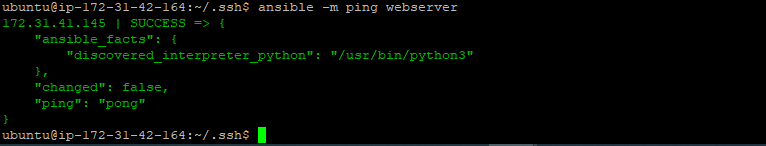 ubuntu@ip-172-31-42-164:~/.ssh$ ansible -m ping webserver
172.31.41.145 | SUCCESS => {
    "ansible_facts": {
        "discovered_interpreter_python": "/usr/bin/python3"
    },
    "changed": false,
    "ping": "pong"
}
ubuntu@ip-172-31-42-164:~/.ssh$